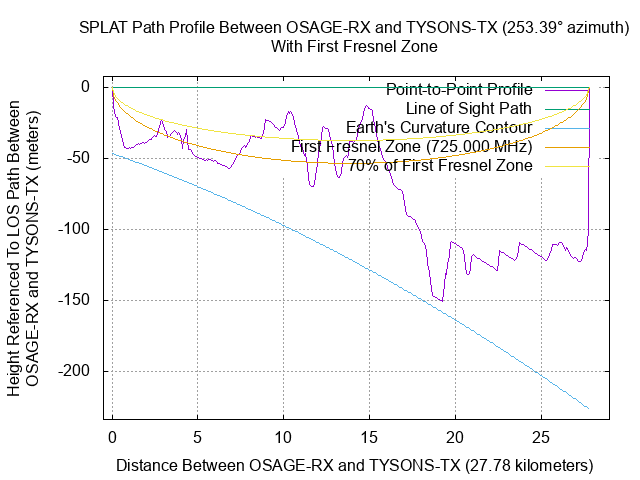 SPLAT Path Profile Between OSAGE-RX and TYSONS-TX (253.39° azimuth)
With First Fresnel Zone
Height Referenced To LOS Path Between
OSAGE-RX and TYSONS-TX (meters)
0
-50
-100
-150
-200
Point-to-Point Profile
Line of Sight Path
Earth's Curvature Contour
First Fresnel Zone (725.000 MHz)
70% of First Fresnel Zone
0 5 10 15 20 25
Distance Between OSAGE-RX and TYSONS-TX (27.78 kilometers)